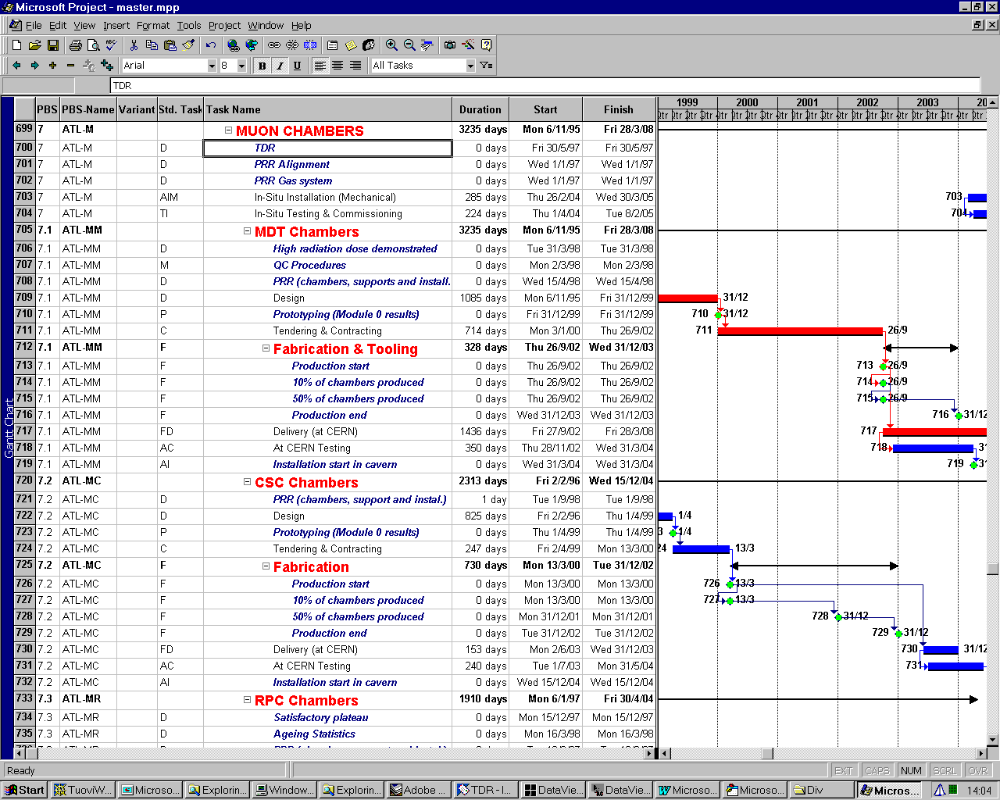 Microsoft Project - master.mpp
File Edit View Insert Format Tools Project Window Help
Arial 8 B I U All Tasks
TDR
PBS PBS-Name Variant Std. Task Task Name Duration Start Finish 1999 2000 2001 2002 2003 20
699 7 ATL-M MUON CHAMBERS 3235 days Mon 6/11/95 Fri 28/3/08
700 7 ATL-M D TDR 0 days Fri 30/5/97 Fri 30/5/97
701 7 ATL-M D PRR Alignment 0 days Wed 1/1/97 Wed 1/1/97
702 7 ATL-M D PRR Gas system 0 days Wed 1/1/97 Wed 1/1/97
703 7 ATL-M AIM In-Situ Installation (Mechanical) 285 days Thu 26/2/04 Wed 30/3/05 703
704 7 ATL-M TI In-Situ Testing & Commissioning 224 days Thu 1/4/04 Tue 8/2/05 704
705 7.1 ATL-MM MDT Chambers 3235 days Mon 6/11/95 Fri 28/3/08
706 7.1 ATL-MM D High radiation dose demonstrated 0 days Tue 31/3/98 Tue 31/3/98
707 7.1 ATL-MM M QC Procedures 0 days Mon 2/3/98 Mon 2/3/98
708 7.1 ATL-MM D PRR (chambers, supports and install. 0 days Wed 15/4/98 Wed 15/4/98
709 7.1 ATL-MM D Design 1085 days Mon 6/11/95 Fri 31/12/99 31/12
710 7.1 ATL-MM P Prototyping (Module 0 results) 0 days Fri 31/12/99 Fri 31/12/99 710 31/12
711 7.1 ATL-MM C Tendering & Contracting 714 days Mon 3/1/00 Thu 26/9/02 711 26/9
712 7.1 ATL-MM F Fabrication & Tooling 328 days Thu 26/9/02 Wed 31/12/03
713 7.1 ATL-MM F Production start 0 days Thu 26/9/02 Thu 26/9/02 713 26/9
714 7.1 ATL-MM F 10% of chambers produced 0 days Thu 26/9/02 Thu 26/9/02 714 26/9
715 7.1 ATL-MM F 50% of chambers produced 0 days Thu 26/9/02 Thu 26/9/02 715 26/9
716 7.1 ATL-MM F Production end 0 days Wed 31/12/03 Wed 31/12/03 716 31/12
717 7.1 ATL-MM FD Delivery (at CERN) 1436 days Fri 27/9/02 Fri 28/3/08 717
718 7.1 ATL-MM AC At CERN Testing 350 days Thu 28/11/02 Wed 31/3/04 718 3
719 7.1 ATL-MM AI Installation start in cavern 0 days Wed 31/3/04 Wed 31/3/04 719 3
720 7.2 ATL-MC CSC Chambers 2313 days Fri 2/2/96 Wed 15/12/04
721 7.2 ATL-MC D PRR (chambers, support and instal.) 1 day Tue 1/9/98 Tue 1/9/98
722 7.2 ATL-MC D Design 825 days Fri 2/2/96 Thu 1/4/99 1/4
723 7.2 ATL-MC P Prototyping (Module 0 results) 0 days Thu 1/4/99 Thu 1/4/99 3 1/4
724 7.2 ATL-MC C Tendering & Contracting 247 days Fri 2/4/99 Mon 13/3/00 24 13/3
725 7.2 ATL-MC F Fabrication 730 days Mon 13/3/00 Tue 31/12/02
726 7.2 ATL-MC F Production start 0 days Mon 13/3/00 Mon 13/3/00 726 13/3
727 7.2 ATL-MC F 10% of chambers produced 0 days Mon 13/3/00 Mon 13/3/00 727 13/3
728 7.2 ATL-MC F 50% of chambers produced 0 days Mon 31/12/01 Mon 31/12/01 728 31/12
729 7.2 ATL-MC F Production end 0 days Tue 31/12/02 Tue 31/12/02 729 31/12
730 7.2 ATL-MC FD Delivery (at CERN) 153 days Mon 2/6/03 Wed 31/12/03 730 31/12
731 7.2 ATL-MC AC At CERN Testing 240 days Tue 1/7/03 Mon 31/5/04 731
732 7.2 ATL-MC AI Installation start in cavern 0 days Wed 15/12/04 Wed 15/12/04
733 7.3 ATL-MR RPC Chambers 1910 days Mon 6/1/97 Fri 30/4/04
734 7.3 ATL-MR D Satisfactory plateau 0 days Mon 15/12/97 Mon 15/12/97
735 7.3 ATL-MR D Ageing Statistics 0 days Mon 16/3/98 Mon 16/3/98
Gantt Chart
Ready EXT CAPS NUM SCRL OVR
Start TuoviW... Microsof... Explorin... Window... Explorin... Adobe ... TDR - I... DataVie... DataVie... Microso... Microso... Div Micros... 14:04